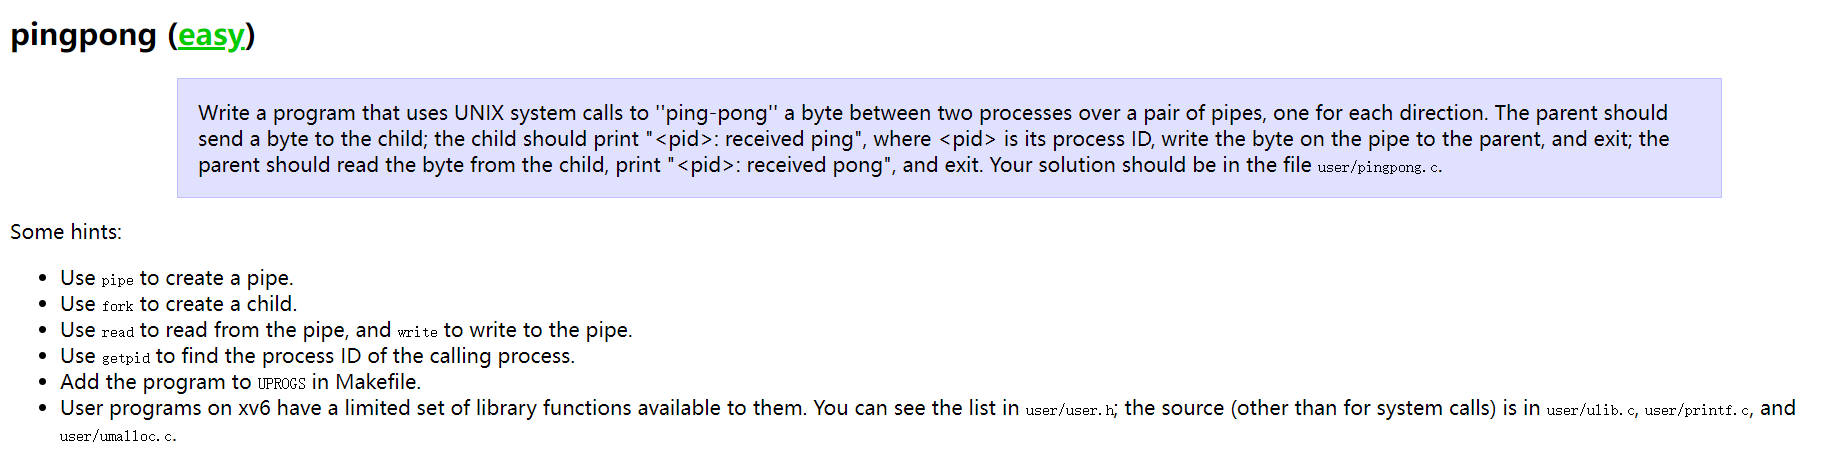 pingpong (easy)
Write a program that uses UNIX system calls to ''ping-pong'' a byte between two processes over a pair of pipes, one for each direction. The parent should
send a byte to the child; the child should print "<pid>: received ping", where <pid> is its process ID, write the byte on the pipe to the parent, and exit; the
parent should read the byte from the child, print "<pid>: received pong", and exit. Your solution should be in the file user/pingpong.c.
Some hints:
• Use pipe to create a pipe.
• Use fork to create a child.
• Use read to read from the pipe, and write to write to the pipe.
• Use getpid to find the process ID of the calling process.
• Add the program to UPROGS in Makefile.
• User programs on xv6 have a limited set of library functions available to them. You can see the list in user/user.h; the source (other than for system calls) is in user/ulib.c, user/printf.c, and
user/umalloc.c.